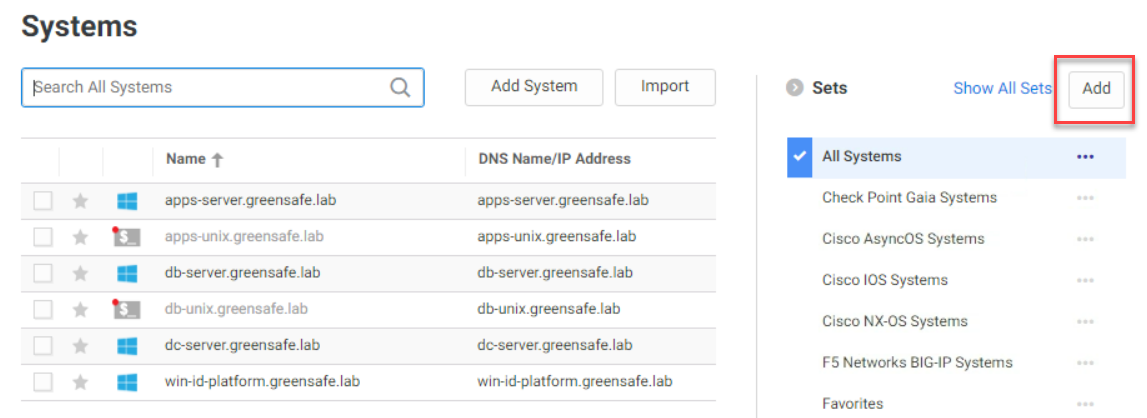 Systems
Search All Systems
Add System
Import
Sets
Show All Sets
Add
Name
DNS Name/IP Address
apps-server.greensafe.lab apps-server.greensafe.lab
$_ apps-unix.greensafe.lab apps-unix.greensafe.lab
db-server.greensafe.lab db-server.greensafe.lab
$_ db-unix.greensafe.lab db-unix.greensafe.lab
dc-server.greensafe.lab dc-server.greensafe.lab
win-id-platform.greensafe.lab win-id-platform.greensafe.lab
All Systems
Check Point Gaia Systems
Cisco AsyncOS Systems
Cisco IOS Systems
Cisco NX-OS Systems
F5 Networks BIG-IP Systems
Favorites